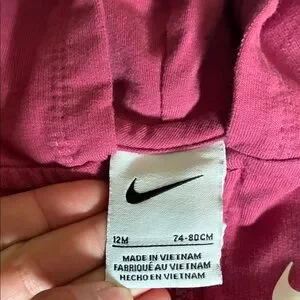 12M 74-80CM
MADE IN VIETNAM
FABRIQUÉ AU VIETNAM
HECHO EN VIETNAM